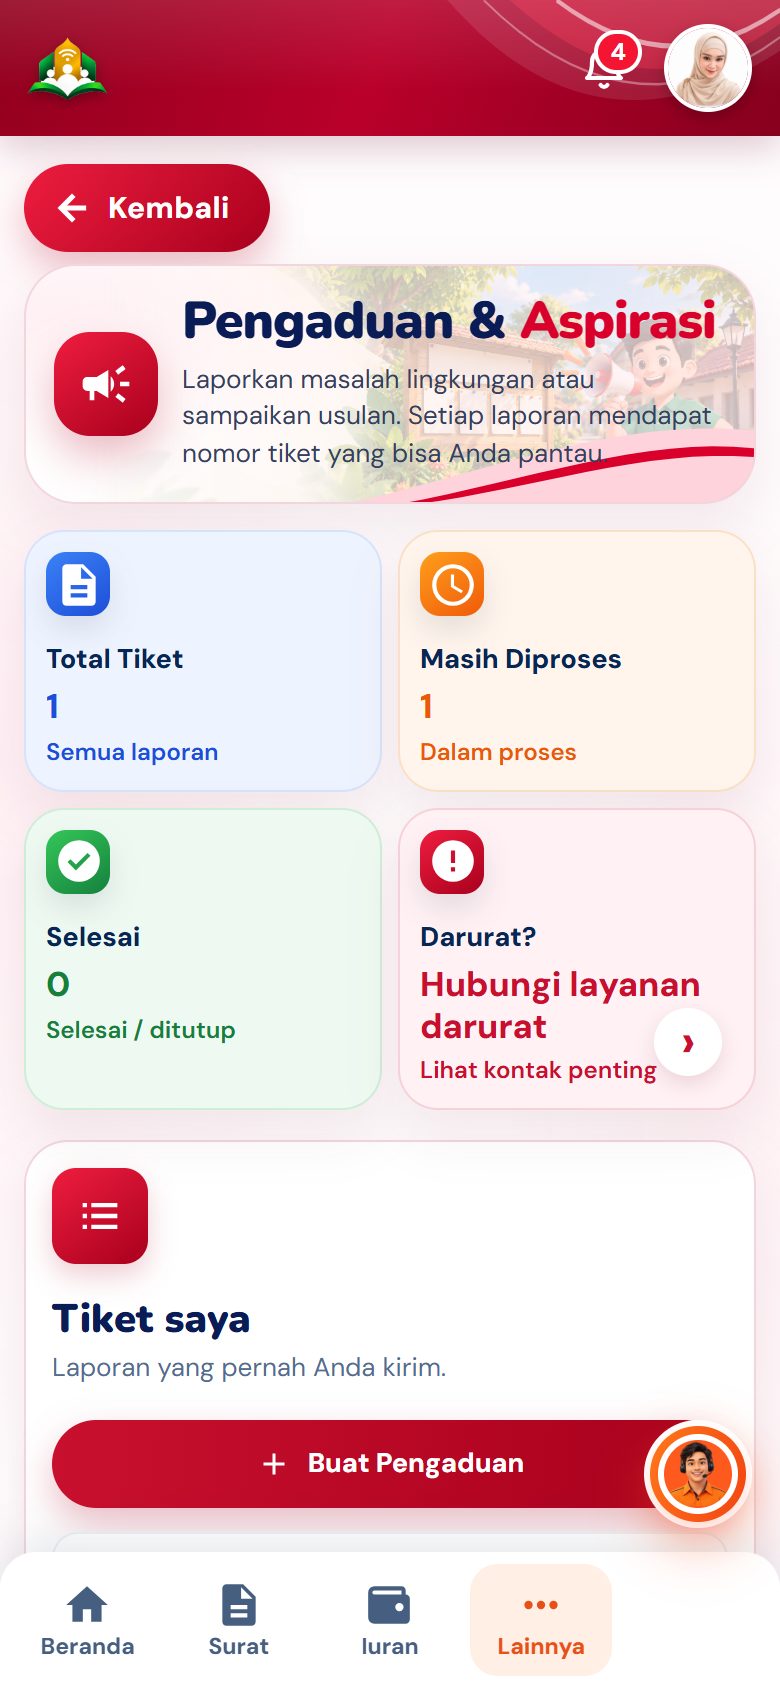 4
Kembali
Pengaduan & Aspirasi
Laporkan masalah lingkungan atau
sampaikan usulan. Setiap laporan mendapat
nomor tiket yang bisa Anda pantau.
Total Tiket
1
Semua laporan
Masih Diproses
1
Dalam proses
Selesai
0
Selesai / ditutup
Darurat?
Hubungi layanan
darurat
Lihat kontak penting
Tiket saya
Laporan yang pernah Anda kirim.
Buat Pengaduan
Beranda
Surat
Iuran
Lainnya